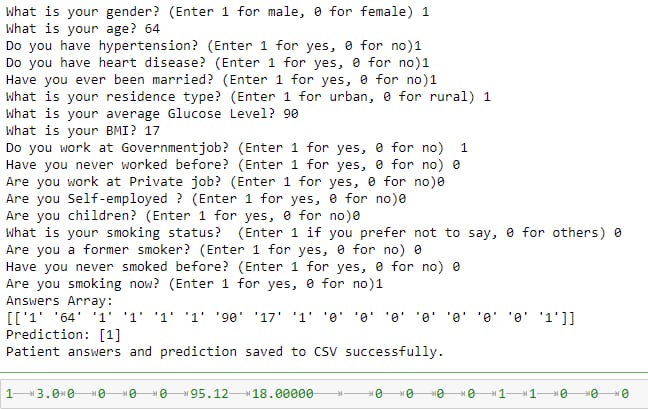 What is your gender? (Enter 1 for male, 0 for female) 1
What is your age? 64
Do you have hypertension? (Enter 1 for yes, 0 for no)1
Do you have heart disease? (Enter 1 for yes, 0 for no)1
Have you ever been married? (Enter 1 for yes, 0 for no)1
What is your residence type? (Enter 1 for urban, 0 for rural) 1
What is your average Glucose Level? 90
What is your BMI? 17
Do you work at Governmentjob? (Enter 1 for yes, 0 for no)  1
Have you never worked before? (Enter 1 for yes, 0 for no) 0
Are you work at Private job? (Enter 1 for yes, 0 for no)0
Are you Self-employed ? (Enter 1 for yes, 0 for no)0
Are you children? (Enter 1 for yes, 0 for no)0
What is your smoking status?  (Enter 1 if you prefer not to say, 0 for others) 0
Are you a former smoker? (Enter 1 for yes, 0 for no) 0
Have you never smoked before? (Enter 1 for yes, 0 for no) 0
Are you smoking now? (Enter 1 for yes, 0 for no)1
Answers Array:
[['1' '64' '1' '1' '1' '1' '90' '17' '1' '0' '0' '0' '0' '0' '0' '0' '1']]
Prediction: [1]
Patient answers and prediction saved to CSV successfully.
1 3.0 0 0 0 0 95.12 18.00000 0 0 0 0 1 1 0 0 0